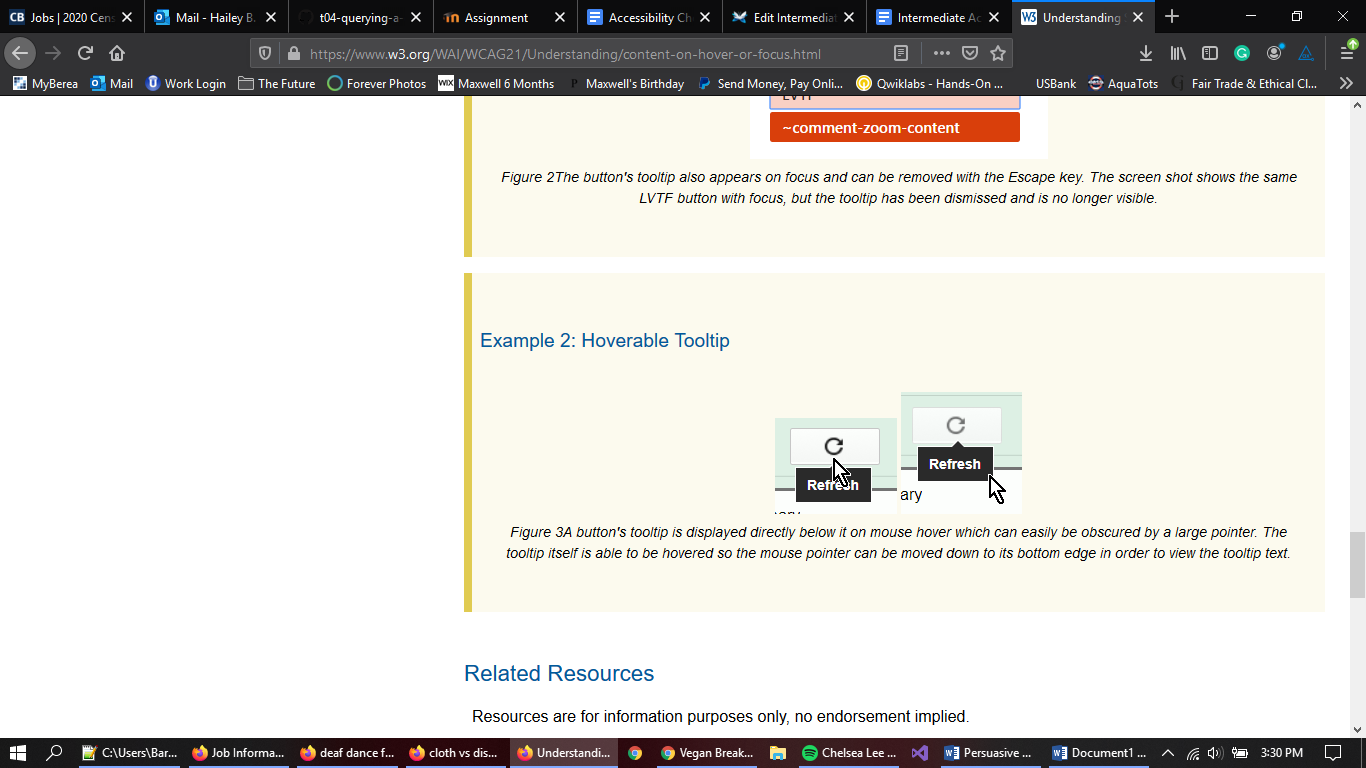 Jobs | 2020 Cens
Mail - Hailey B.
t04-querying-a-
Assignment
Accessibility Ch
Edit Intermediat
Intermediate Ac
Understanding
https://www.w3.org/WAI/WCAG21/Understanding/content-on-hover-or-focus.html
MyBerea
Mail
Work Login
The Future
Forever Photos
Maxwell 6 Months
Maxwell's Birthday
Send Money, Pay Onli...
Qwiklabs - Hands-On ...
USBank
AquaTots
Fair Trade & Ethical Cl...
LVTF
~comment-zoom-content
Figure 2The button's tooltip also appears on focus and can be removed with the Escape key. The screen shot shows the same
LVTF button with focus, but the tooltip has been dismissed and is no longer visible.
Example 2: Hoverable Tooltip
Refresh
Refresh
ary
Figure 3A button's tooltip is displayed directly below it on mouse hover which can easily be obscured by a large pointer. The
tooltip itself is able to be hovered so the mouse pointer can be moved down to its bottom edge in order to view the tooltip text.
Related Resources
Resources are for information purposes only, no endorsement implied.
C:\Users\Bar...
Job Informa...
deaf dance f...
cloth vs dis...
Understandi...
Vegan Break...
Chelsea Lee ...
Persuasive ...
Document1 ...
3:30 PM